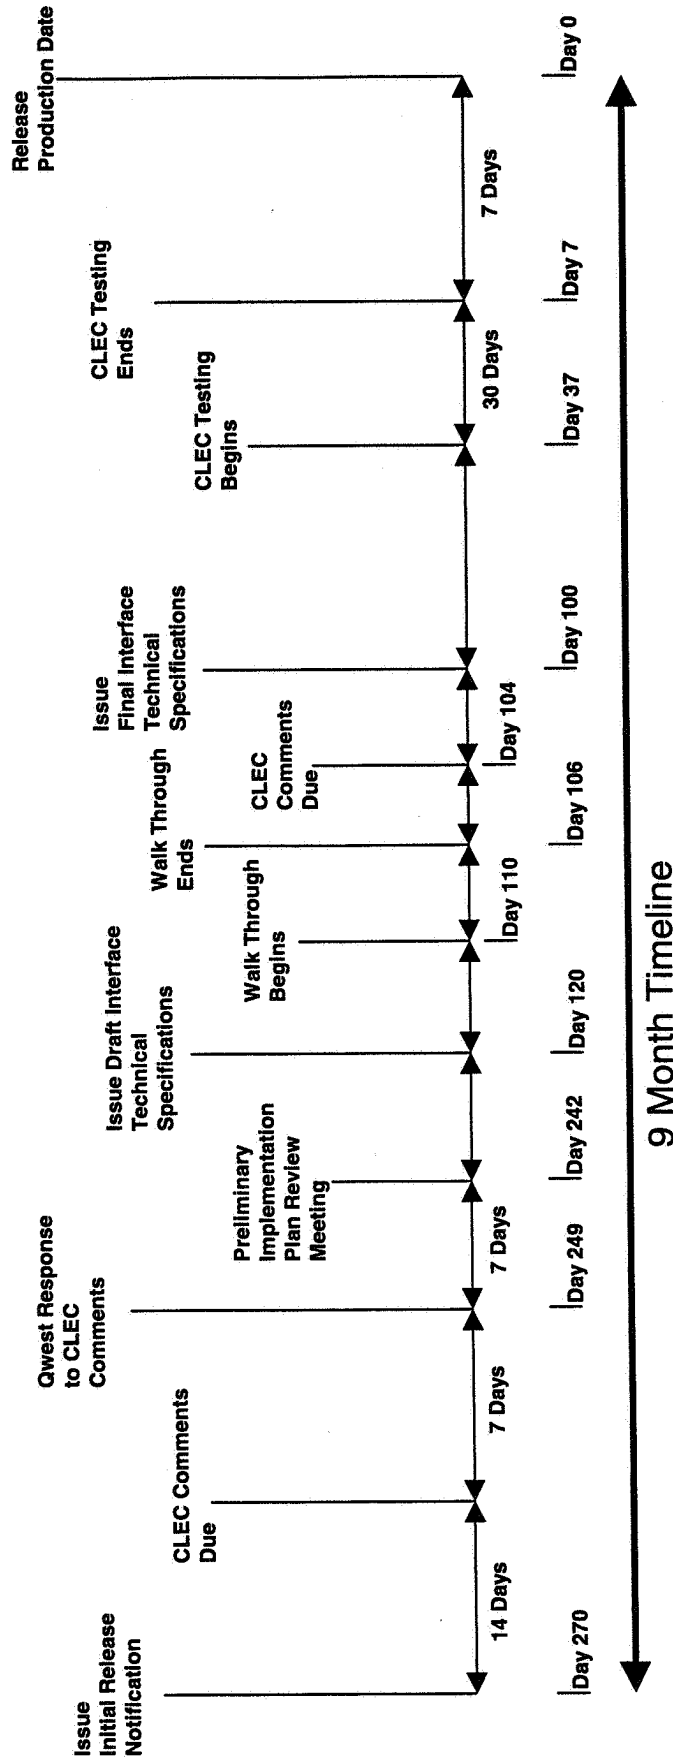 Issue
Initial Release
Notification
CLEC Comments
Due
Qwest Response
to CLEC
Comments
Preliminary
Implementation
Plan Review
Meeting
Issue Draft Interface
Technical
Specifications
Walk Through
Begins
Walk Through
Ends
CLEC
Comments
Due
Issue
Final Interface
Technical
Specifications
CLEC Testing
Begins
CLEC Testing
Ends
Release
Production Date
14 Days
7 Days
7 Days
30 Days
7 Days
Day 270
Day 249
Day 242
Day 120
Day 110
Day 106
Day 104
Day 100
Day 37
Day 7
Day 0
9 Month Timeline